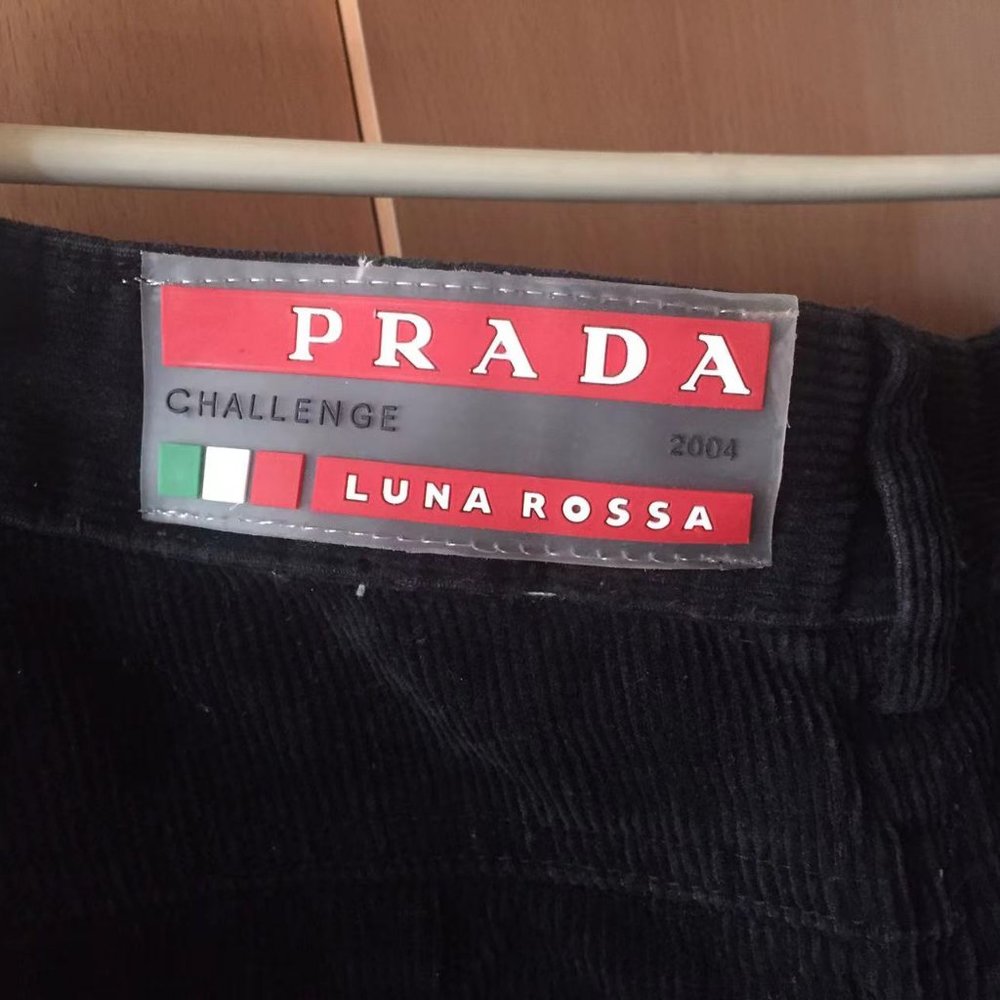 PRADA
CHALLENGE
2004
LUNA ROSSA